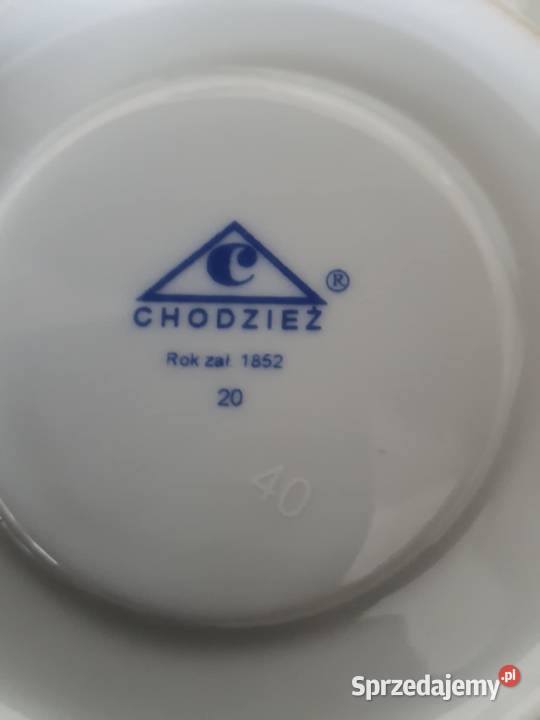 C ®
CHODZIEŻ
Rok zał. 1852
20
40
Sprzedajemy.pl